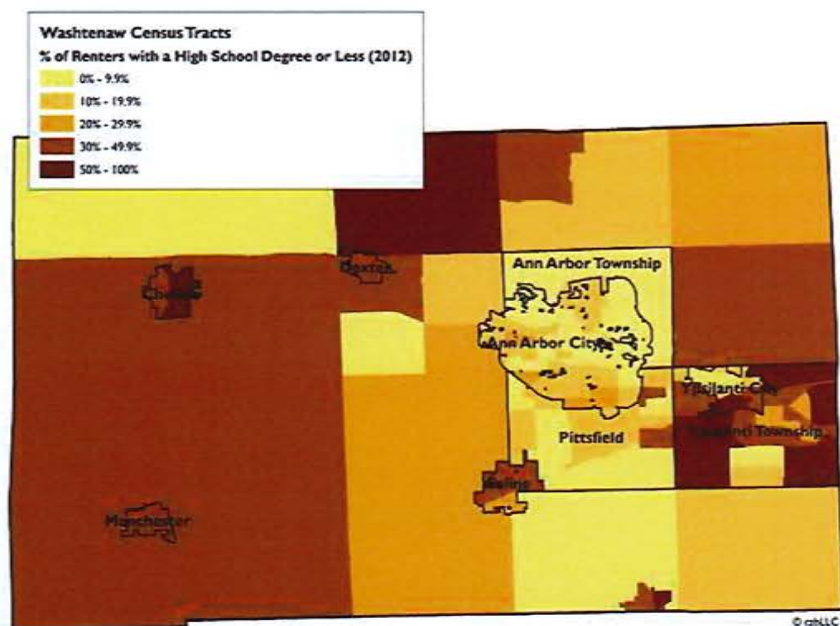 Washtenaw Census Tracts
% of Renters with a High School Degree or Less (2012)
0% - 9.9%
10% - 19.9%
20% - 29.9%
30% - 49.9%
50% - 100%
Ann Arbor Township
Dexter
Chelsea
Ann Arbor City
Ypsilanti City
Ypsilanti Township
Pittsfield
Saline
Manchester